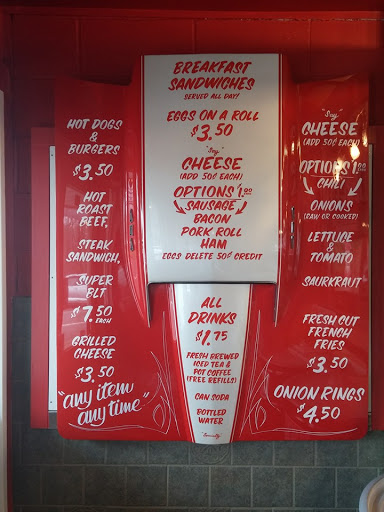 HOT DOGS
&
BURGERS
$3.50
HOT
ROAST
BEEF,
STEAK
SANDWICH,
SUPER
BLT
$7.50
EACH
GRILLED
CHEESE
$3.50
"any item
any time"
BREAKFAST
SANDWICHES
SERVED ALL DAY!
EGGS ON A ROLL
$3.50
"Say"
CHEESE
(ADD 50¢ EACH)
OPTIONS $1.00
SAUSAGE
BACON
PORK ROLL
HAM
EGGS DELETE 50¢ CREDIT
ALL
DRINKS
$1.75
FRESH BREWED
ICED TEA &
HOT COFFEE
(FREE REFILLS)
CAN SODA
BOTTLED
WATER
"Say"
CHEESE
(ADD 50¢ EACH)
OPTIONS $1.00
CHILI
ONIONS
(RAW OR COOKED)
LETTUCE
&
TOMATO
SAURKRAUT
FRESH CUT
FRENCH
FRIES
$3.50
ONION RINGS
$4.50